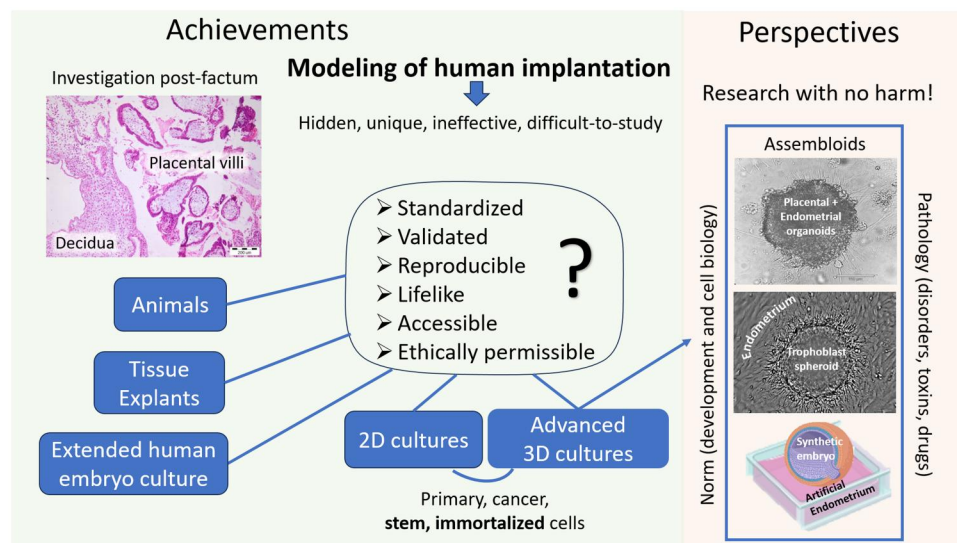 Achievements
Perspectives
Investigation post-factum
Modeling of human implantation
Hidden, unique, ineffective, difficult-to-study
Research with no harm!
Placental villi
Decidua
200 um
Standardized
Validated
Reproducible
Lifelike
Accessible
Ethically permissible
?
Animals
Tissue
Explants
Extended human
embryo culture
2D cultures
Advanced
3D cultures
Primary, cancer,
stem, immortalized cells
Norm (development and cell biology)
Assembloids
Placental +
Endometrial
organoids
Endometrium
Trophoblast
spheroid
Synthetic
embryo
Artificial
Endometrium
Pathology (disorders, toxins, drugs)